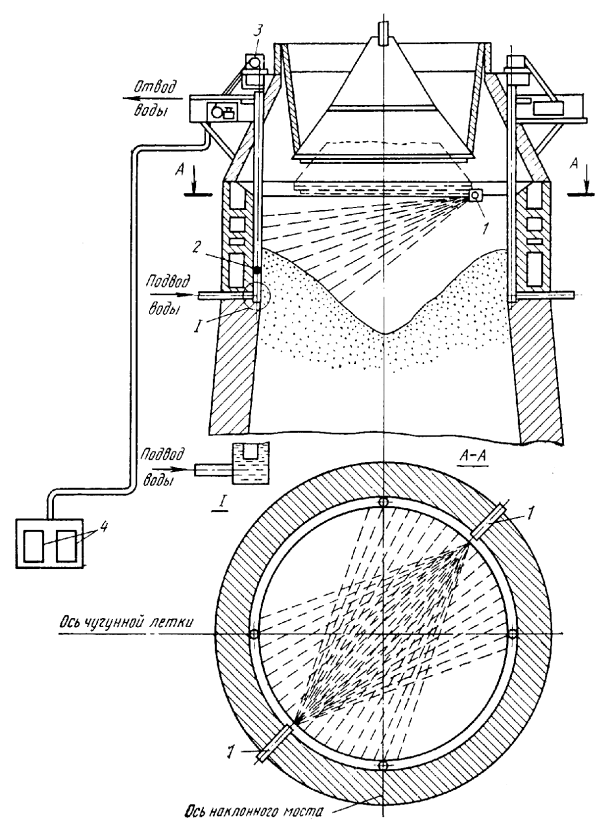 3
Отвод
воды
А
А
1
2
Подвод
воды
I
Подвод
воды
I
А-А
4
1
Ось чугунной летки
1
Ось наклонного моста